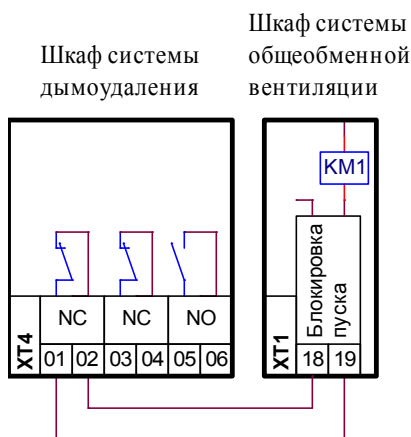 Шкаф системы
дымоудаления
Шкаф системы
общеобменной
вентиляции
KM1
NC NC NO
XT4
01 02 03 04 05 06
Блокировка
пуска
XT1
18 19